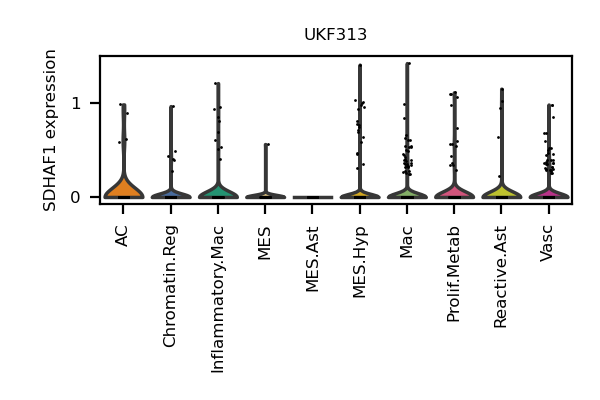 UKF313
SDHAF1 expression
1
0
AC
Chromatin.Reg
Inflammatory.Mac
MES
MES.Ast
MES.Hyp
Mac
Prolif.Metab
Reactive.Ast
Vasc